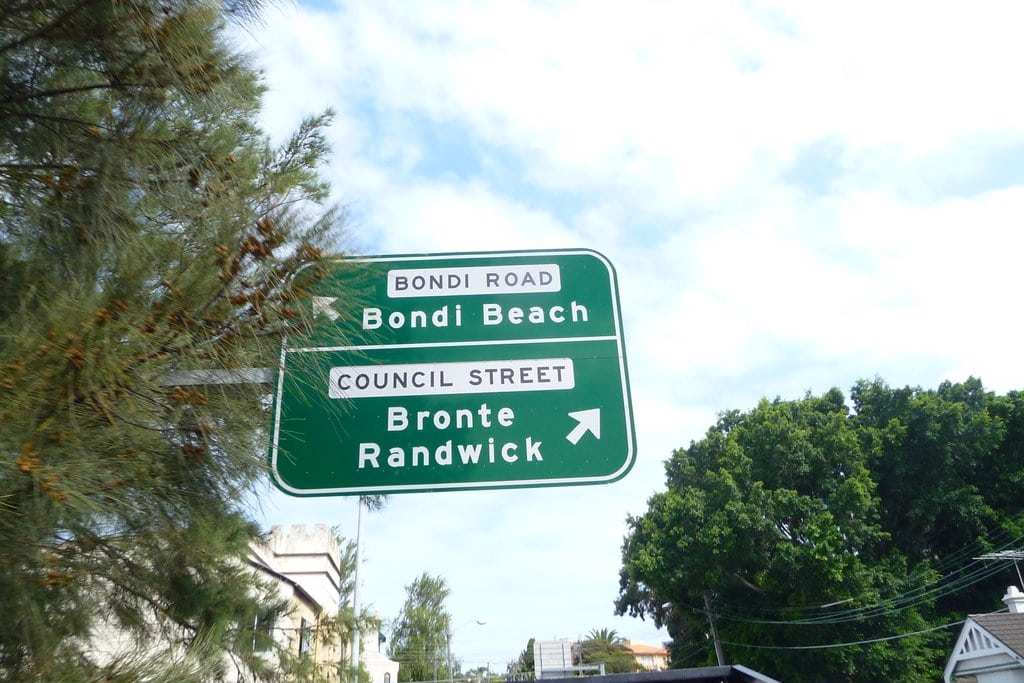 BONDI ROAD
Bondi Beach
COUNCIL STREET
Bronte
Randwick